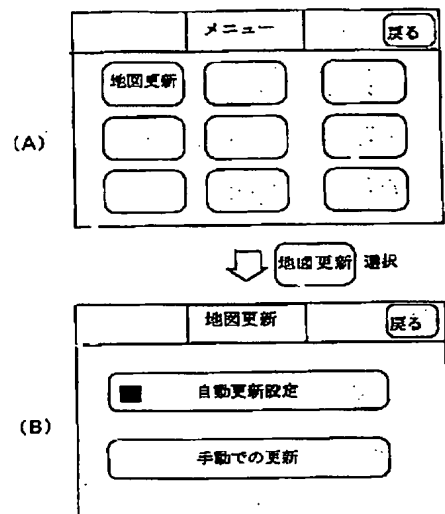 メニュー
戻る
地図更新
(A)
地図更新 選択
地図更新
戻る
自動更新設定
(B)
手動での更新